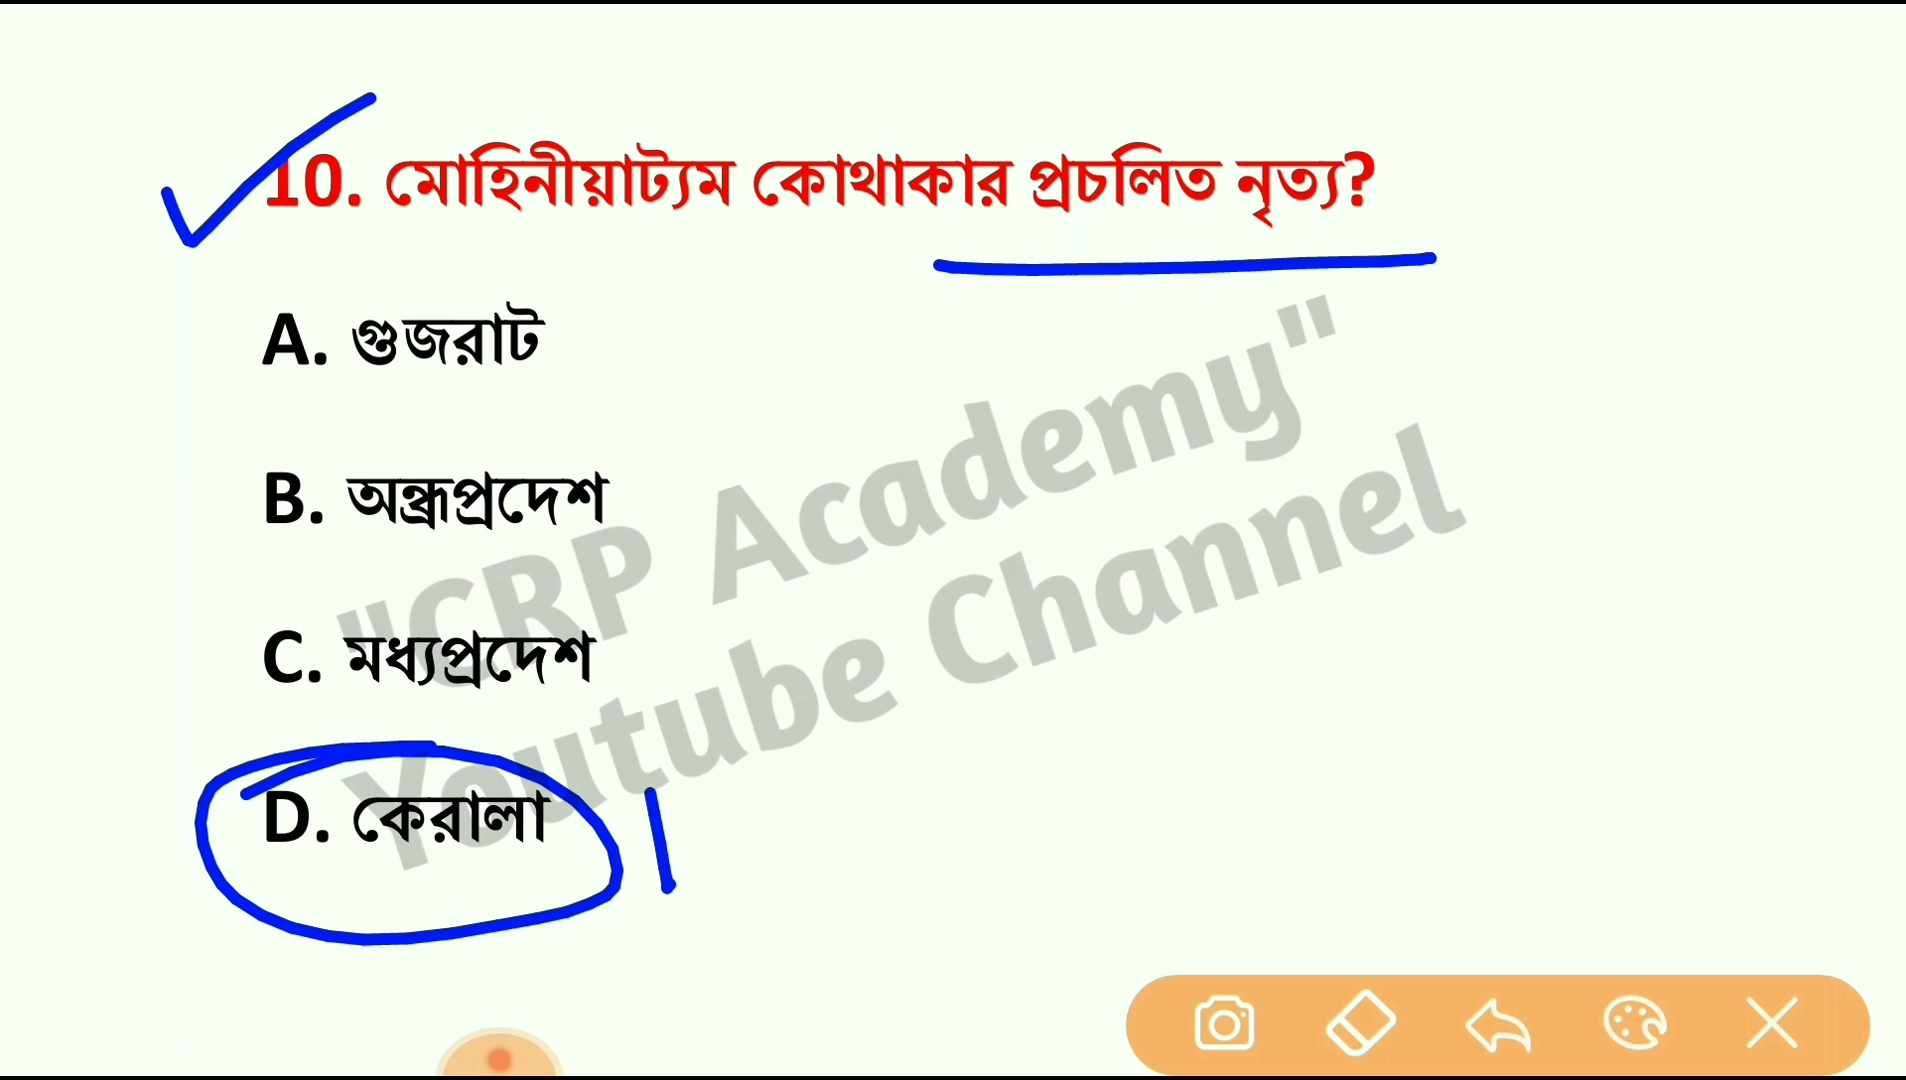 10. মোহিনীয়াট্যম কোথাকার প্রচলিত নৃত্য?
A. গুজরাট
B. অন্ধ্রপ্রদেশ
C. মধ্যপ্রদেশ
D. কেরালা
"CRP Academy"
Youtube Channel